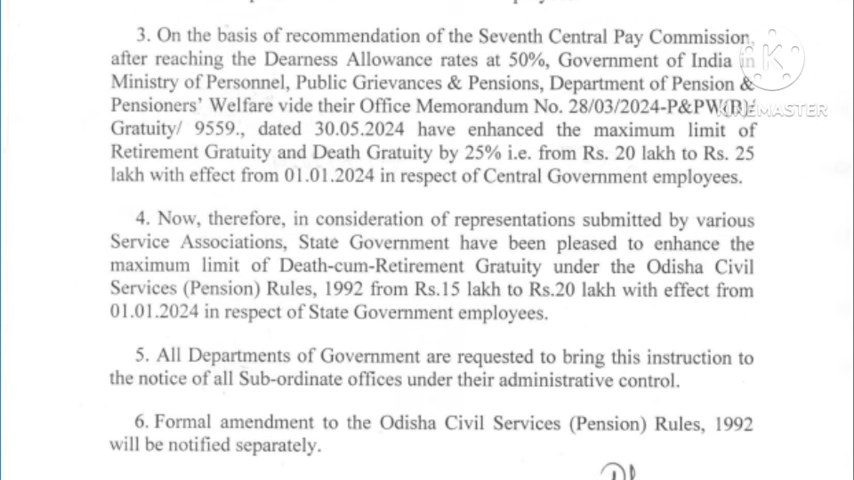 3. On the basis of recommendation of the Seventh Central Pay Commission,
after reaching the Dearness Allowance rates at 50%, Government of India in
Ministry of Personnel, Public Grievances & Pensions, Department of Pension &
Pensioners' Welfare vide their Office Memorandum No. 28/03/2024-P&PW(B)/
Gratuity/ 9559., dated 30.05.2024 have enhanced the maximum limit of
Retirement Gratuity and Death Gratuity by 25% i.e. from Rs. 20 lakh to Rs. 25
lakh with effect from 01.01.2024 in respect of Central Government employees.
4. Now, therefore, in consideration of representations submitted by various
Service Associations, State Government have been pleased to enhance the
maximum limit of Death-cum-Retirement Gratuity under the Odisha Civil
Services (Pension) Rules, 1992 from Rs.15 lakh to Rs.20 lakh with effect from
01.01.2024 in respect of State Government employees.
5. All Departments of Government are requested to bring this instruction to
the notice of all Sub-ordinate offices under their administrative control.
6. Formal amendment to the Odisha Civil Services (Pension) Rules, 1992
will be notified separately.
K
KINEMASTER